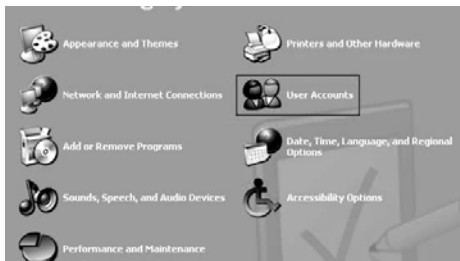 Appearance and Themes
Printers and Other Hardware
Network and Internet Connections
User Accounts
Add or Remove Programs
Date, Time, Language, and Regional
Options
Sounds, Speech, and Audio Devices
Accessibility Options
Performance and Maintenance